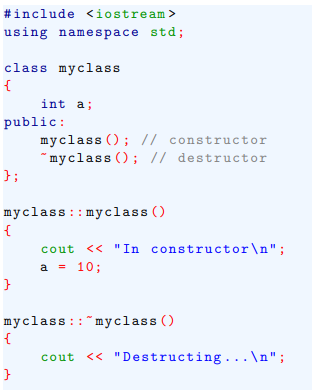 #include <iostream>
using namespace std;

class myclass
{
    int a;
public:
    myclass(); // constructor
    ~myclass(); // destructor
};

myclass::myclass()
{
    cout << "In constructor\n";
    a = 10;
}

myclass::~myclass()
{
    cout << "Destructing...\n";
}